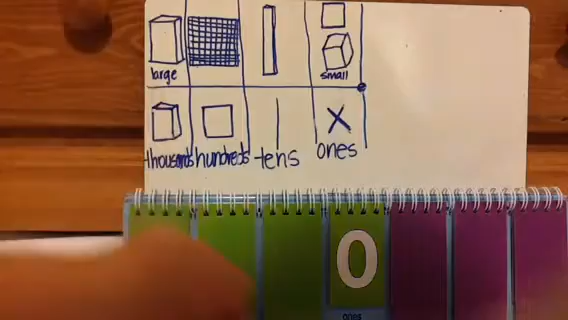 large small
X
thousands hundreds tens ones
0
ones